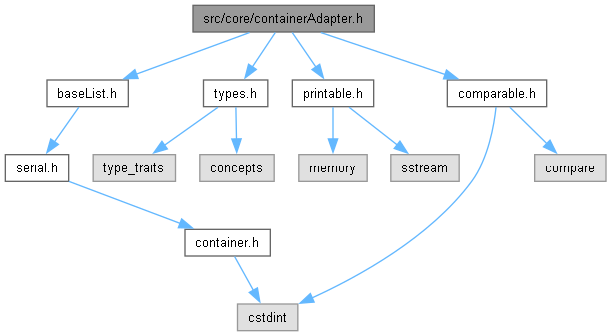 src/core/containerAdapter.h
baseList.h
types.h
printable.h
comparable.h
serial.h
type_traits
concepts
memory
sstream
compare
container.h
cstdint